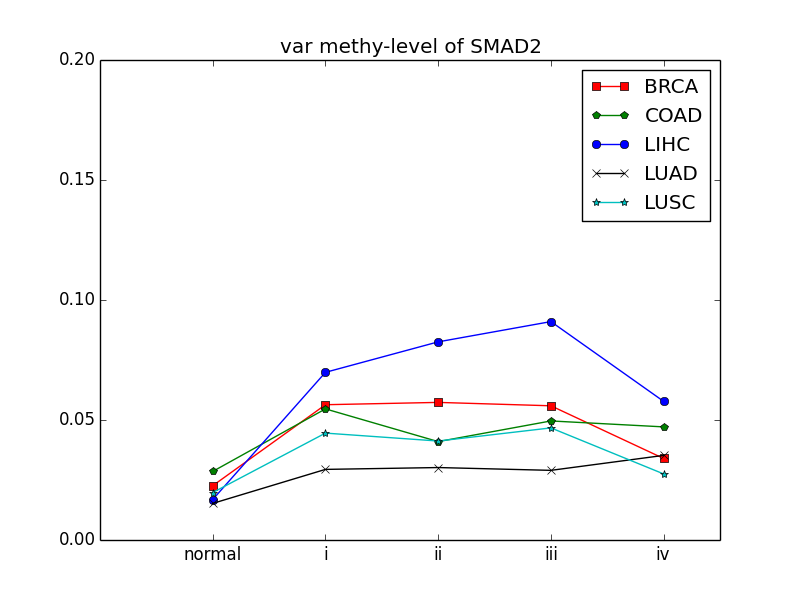 var methy-level of SMAD2
0.20
0.15
0.10
0.05
0.00
normal i ii iii iv
BRCA
COAD
LIHC
LUAD
LUSC